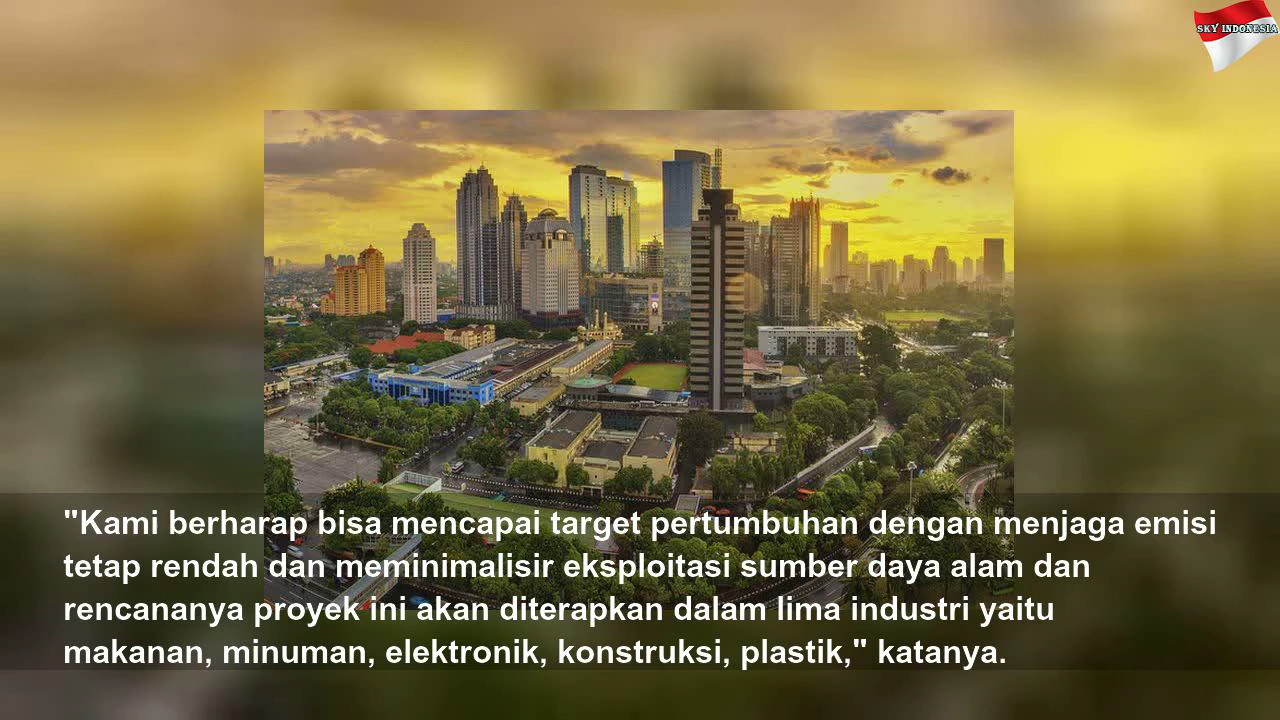 SKY INDONESIA
"Kami berharap bisa mencapai target pertumbuhan dengan menjaga emisi
tetap rendah dan meminimalisir eksploitasi sumber daya alam dan
rencananya proyek ini akan diterapkan dalam lima industri yaitu
makanan, minuman, elektronik, konstruksi, plastik," katanya.